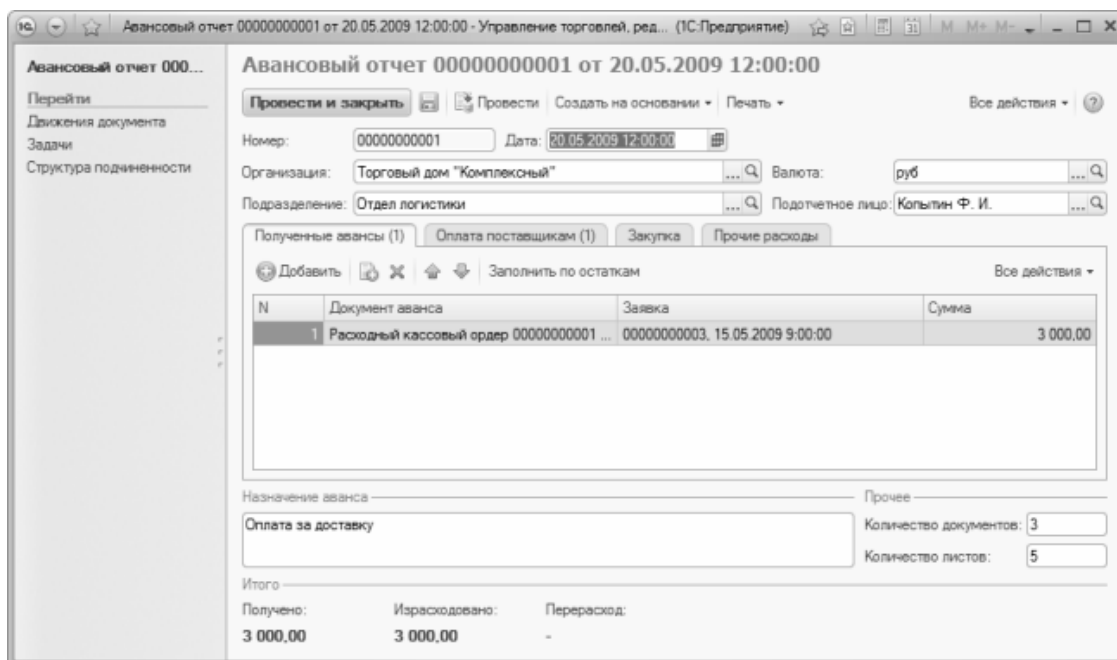 Авансовый отчет 00000000001 от 20.05.2009 12:00:00 - Управление торговлей, ред... (1С:Предприятие) M M+ M-
Авансовый отчет 000...
Перейти
Движения документа
Задачи
Структура подчиненности
Авансовый отчет 00000000001 от 20.05.2009 12:00:00
Провести и закрыть Провести Создать на основании Печать Все действия
Номер: 00000000001 Дата: 20.05.2009 12:00:00
Организация: Торговый дом "Комплексный" ... Валюта: руб ...
Подразделение: Отдел логистики ... Подотчетное лицо: Копытин Ф. И. ...
Полученные авансы (1) Оплата поставщикам (1) Закупка Прочие расходы
Добавить Заполнить по остаткам Все действия
N Документ аванса Заявка Сумма
1 Расходный кассовый ордер 00000000001 ... 00000000003, 15.05.2009 9:00:00 3 000,00
Назначение аванса Прочее
Оплата за доставку Количество документов: 3
Количество листов: 5
Итого
Получено: Израсходовано: Перерасход:
3 000,00 3 000,00 -